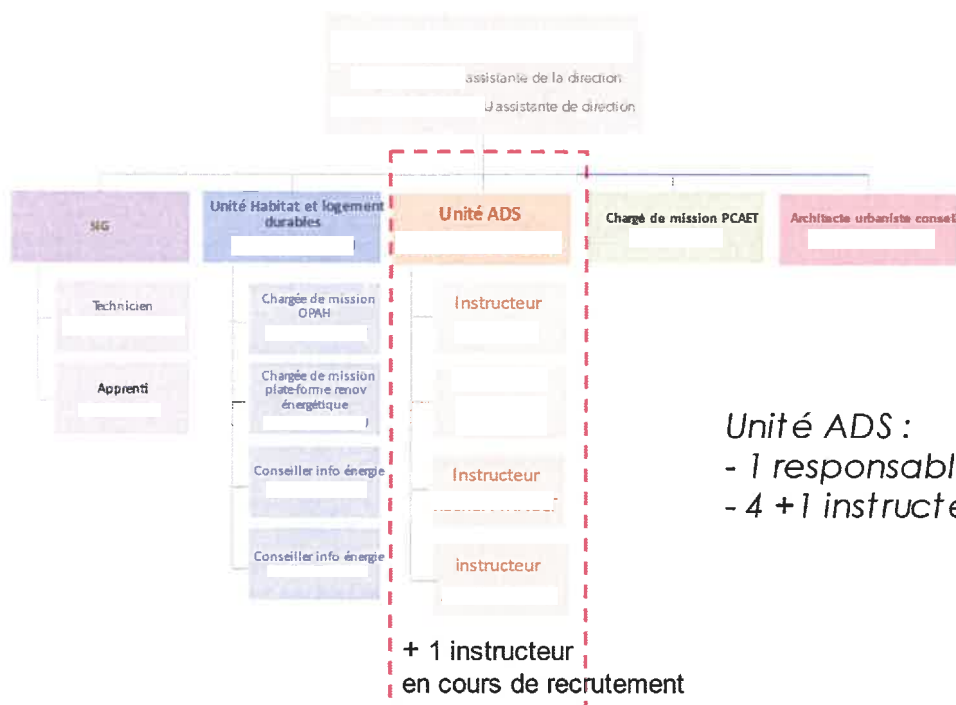 assistante de la direction
assistante de direction
SIG
Technicien
Apprenti
Unité Habitat et logement
durables
Chargée de mission
OPAH
Chargée de mission
plateforme renov
énergétique
Conseiller info énergie
Conseiller info énergie
Unité ADS
Instructeur
Instructeur
instructeur
+ 1 instructeur
en cours de recrutement
Chargé de mission PCAET
Architecte urbaniste conseil
Unité ADS :
- 1 responsabl
- 4 +1 instructe